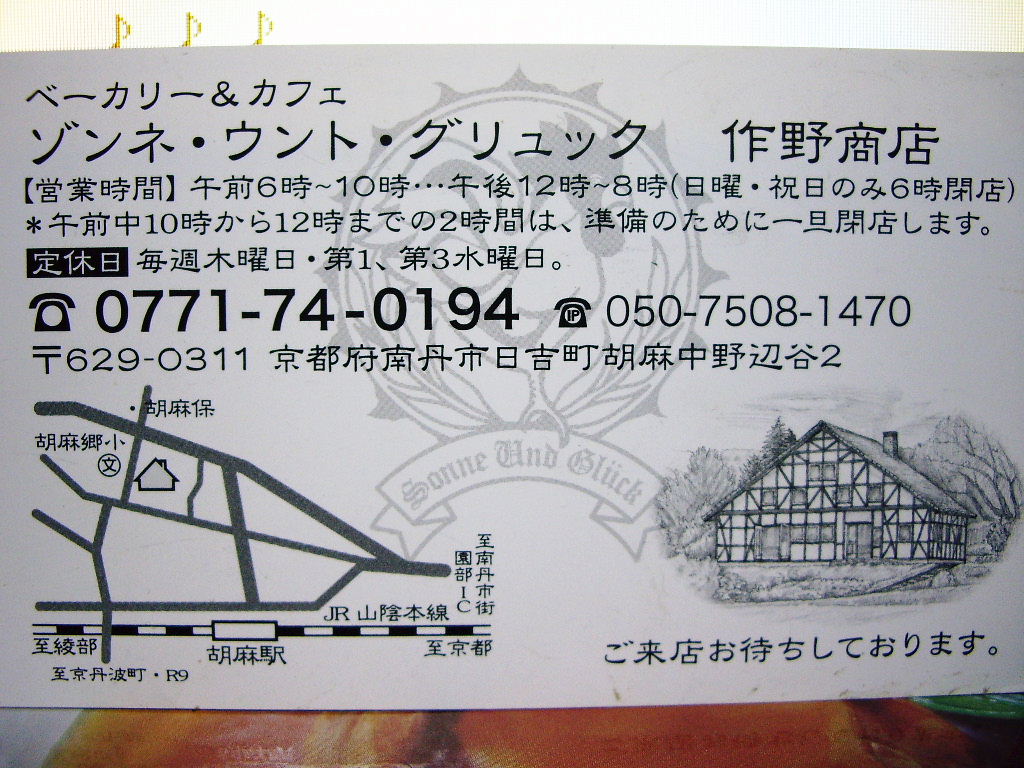 ベーカリー＆カフェ
ゾンネ・ウント・グリュック　作野商店
【営業時間】午前6時~10時…午後12時~8時(日曜・祝日のみ6時閉店)
＊午前中10時から12時までの2時間は、準備のために一旦閉店します。
定休日 毎週木曜日・第1、第3水曜日。
☎ 0771-74-0194 ☎ 050-7508-1470
〒629-0311 京都府南丹市日吉町胡麻中野辺谷2
・胡麻保
胡麻郷小
文
Sonne Und Glück
至南丹市街
園部IC
JR山陰本線
至綾部
胡麻駅
至京都
至京丹波町・R9
ご来店お待ちしております。